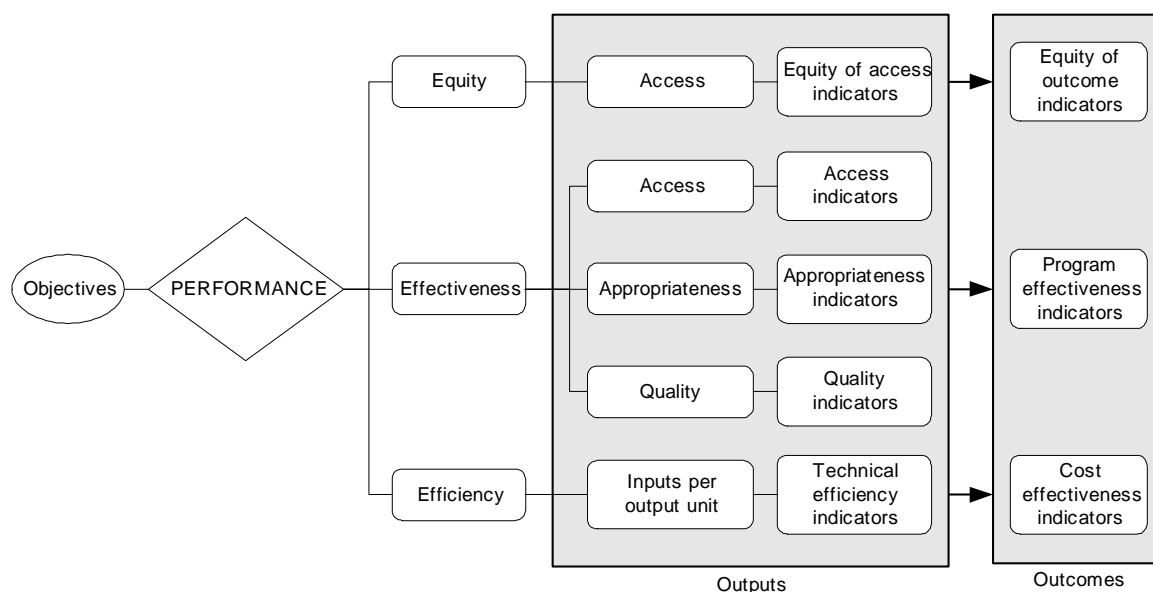 Objectives
PERFORMANCE
Equity
Access
Equity of access
indicators
Equity of
outcome
indicators
Access
Access
indicators
Effectiveness
Appropriateness
Appropriateness
indicators
Program
effectiveness
indicators
Quality
Quality
indicators
Efficiency
Inputs per
output unit
Technical
efficiency
indicators
Cost
effectiveness
indicators
Outputs
Outcomes